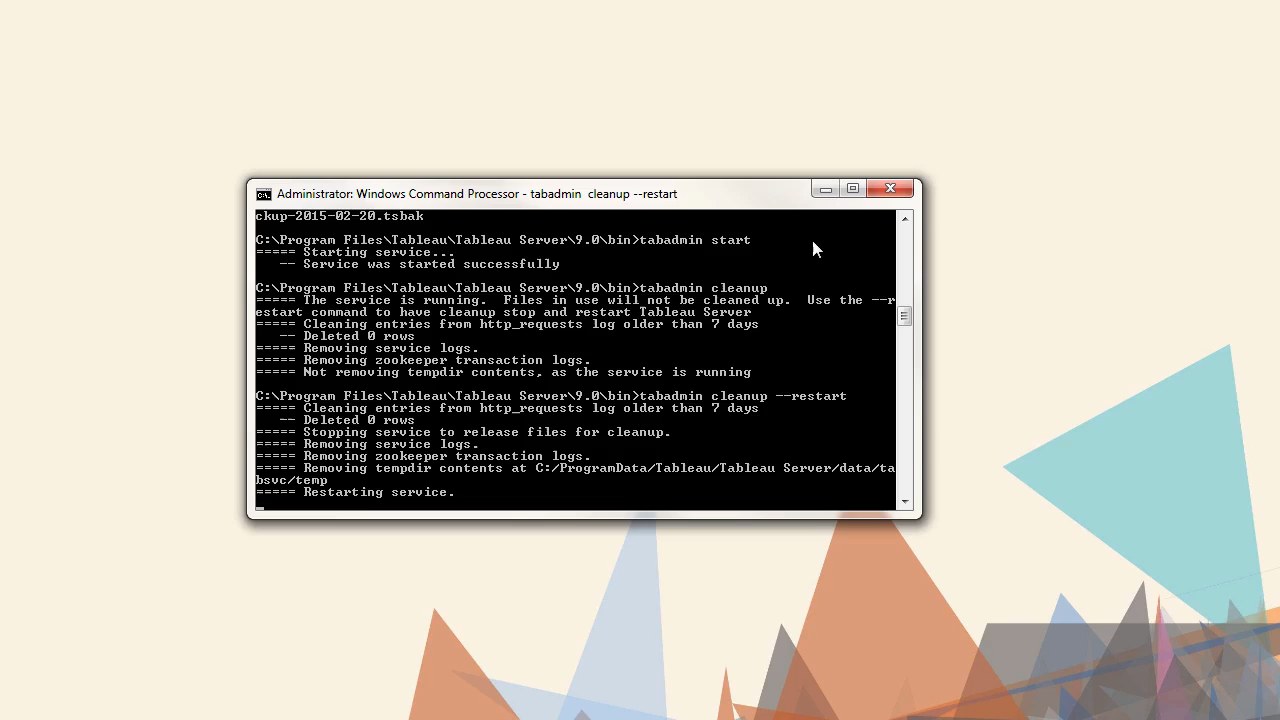 Administrator: Windows Command Processor - tabadmin  cleanup --restart
ckup-2015-02-20.tsbak
C:\Program Files\Tableau\Tableau Server\9.0\bin>tabadmin start
===== Starting service...
   -- Service was started successfully
C:\Program Files\Tableau\Tableau Server\9.0\bin>tabadmin cleanup
===== The service is running.  Files in use will not be cleaned up.  Use the --r
estart command to have cleanup stop and restart Tableau Server
===== Cleaning entries from http_requests log older than 7 days
   -- Deleted 0 rows
===== Removing service logs.
===== Removing zookeeper transaction logs.
===== Not removing tempdir contents, as the service is running
C:\Program Files\Tableau\Tableau Server\9.0\bin>tabadmin cleanup --restart
===== Cleaning entries from http_requests log older than 7 days
   -- Deleted 0 rows
===== Stopping service to release files for cleanup.
===== Removing service logs.
===== Removing zookeeper transaction logs.
===== Removing tempdir contents at C:/ProgramData/Tableau/Tableau Server/data/ta
bsvc/temp
===== Restarting service.